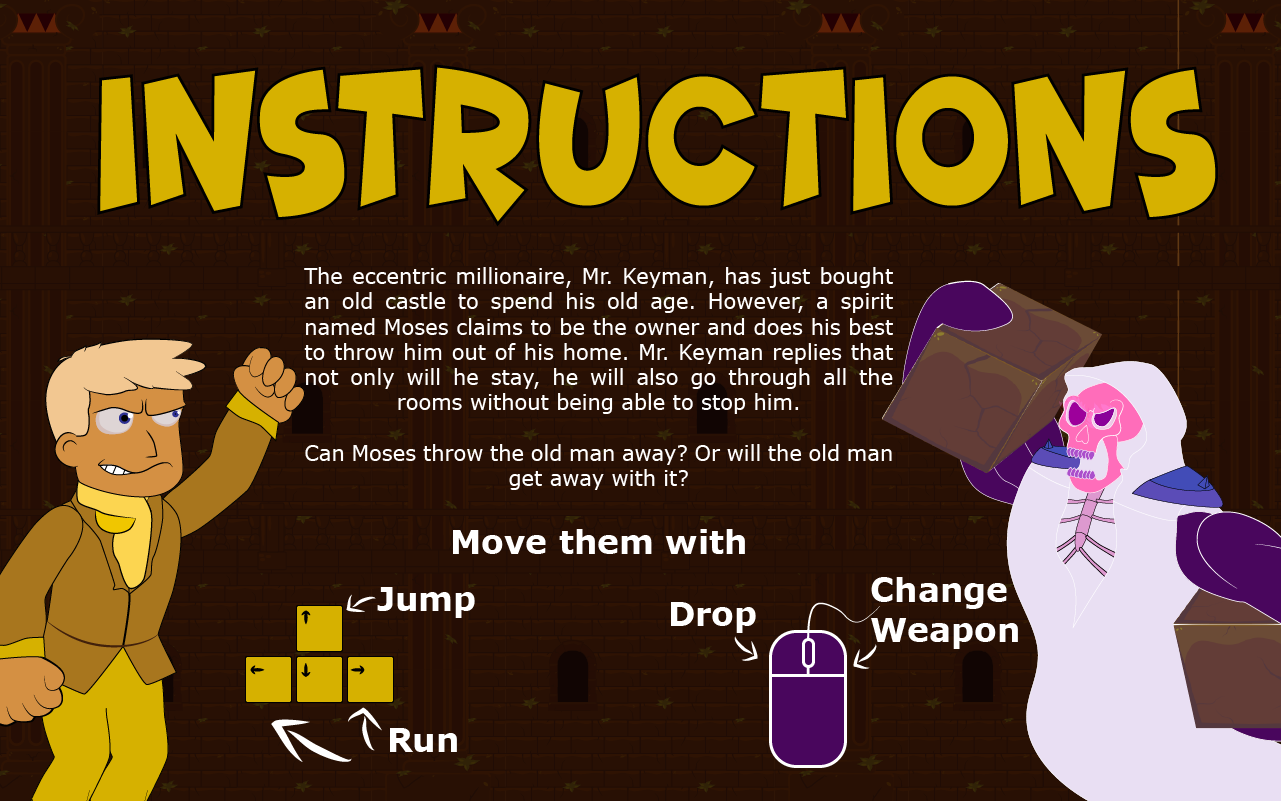 INSTRUCTIONS
The eccentric millionaire, Mr. Keyman, has just bought
an old castle to spend his old age. However, a spirit
named Moses claims to be the owner and does his best
to throw him out of his home. Mr. Keyman replies that
not only will he stay, he will also go through all the
rooms without being able to stop him.
Can Moses throw the old man away? Or will the old man
get away with it?
Move them with
Jump
Run
Drop
Change
Weapon